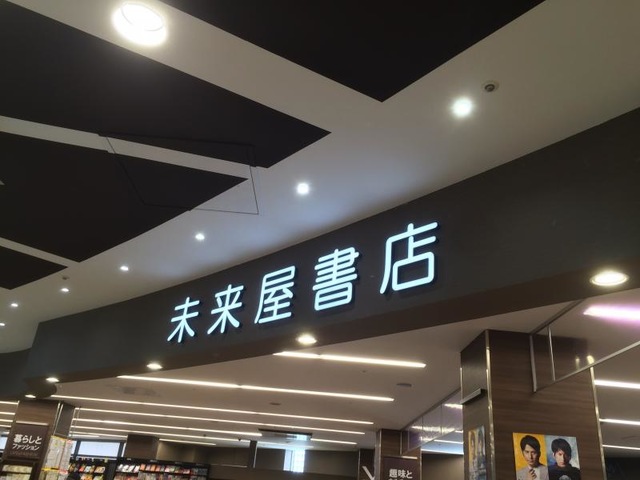 未来屋書店
暮らしと
ファッション
趣味と